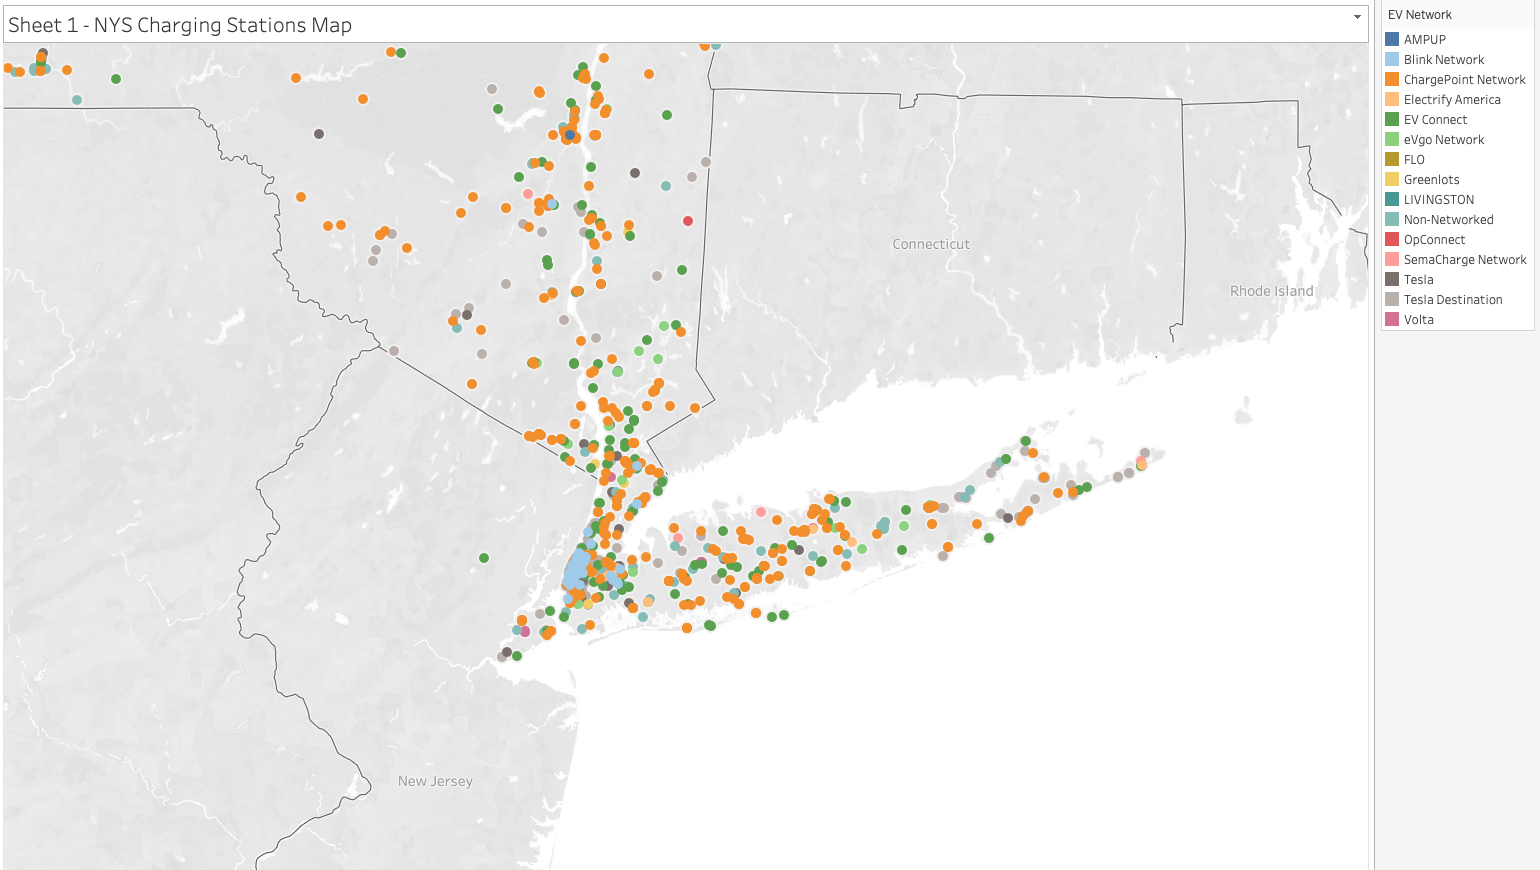 Sheet 1 - NYS Charging Stations Map
EV Network
AMPUP
Blink Network
ChargePoint Network
Electrify America
EV Connect
eVgo Network
FLO
Greenlots
LIVINGSTON
Non-Networked
OpConnect
SemaCharge Network
Tesla
Tesla Destination
Volta
Connecticut
Rhode Island
New Jersey